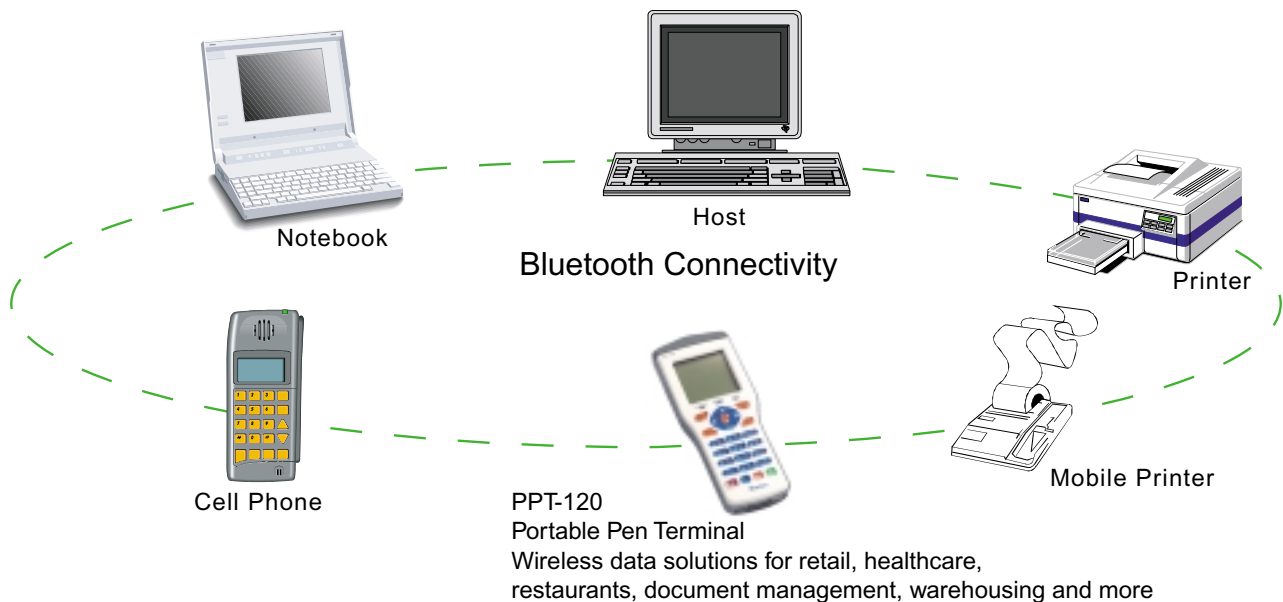 Notebook
Host
Bluetooth Connectivity
Printer
Cell Phone
Mobile Printer
PPT-120
Portable Pen Terminal
Wireless data solutions for retail, healthcare,
restaurants, document management, warehousing and more